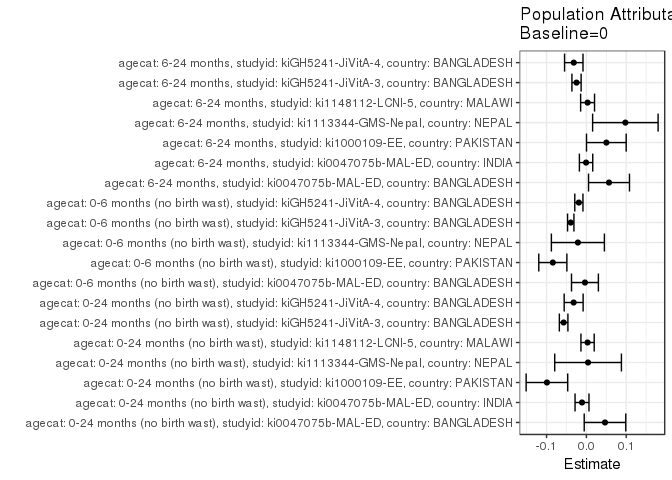 Population Attributa
Baseline=0
agecat: 6-24 months, studyid: kiGH5241-JiVitA-4, country: BANGLADESH
agecat: 6-24 months, studyid: kiGH5241-JiVitA-3, country: BANGLADESH
agecat: 6-24 months, studyid: ki1148112-LCNI-5, country: MALAWI
agecat: 6-24 months, studyid: ki1113344-GMS-Nepal, country: NEPAL
agecat: 6-24 months, studyid: ki1000109-EE, country: PAKISTAN
agecat: 6-24 months, studyid: ki0047075b-MAL-ED, country: INDIA
agecat: 6-24 months, studyid: ki0047075b-MAL-ED, country: BANGLADESH
agecat: 0-6 months (no birth wast), studyid: kiGH5241-JiVitA-4, country: BANGLADESH
agecat: 0-6 months (no birth wast), studyid: kiGH5241-JiVitA-3, country: BANGLADESH
agecat: 0-6 months (no birth wast), studyid: ki1113344-GMS-Nepal, country: NEPAL
agecat: 0-6 months (no birth wast), studyid: ki1000109-EE, country: PAKISTAN
agecat: 0-6 months (no birth wast), studyid: ki0047075b-MAL-ED, country: BANGLADESH
agecat: 0-24 months (no birth wast), studyid: kiGH5241-JiVitA-4, country: BANGLADESH
agecat: 0-24 months (no birth wast), studyid: kiGH5241-JiVitA-3, country: BANGLADESH
agecat: 0-24 months (no birth wast), studyid: ki1148112-LCNI-5, country: MALAWI
agecat: 0-24 months (no birth wast), studyid: ki1113344-GMS-Nepal, country: NEPAL
agecat: 0-24 months (no birth wast), studyid: ki1000109-EE, country: PAKISTAN
agecat: 0-24 months (no birth wast), studyid: ki0047075b-MAL-ED, country: INDIA
agecat: 0-24 months (no birth wast), studyid: ki0047075b-MAL-ED, country: BANGLADESH
-0.1 0.0 0.1
Estimate